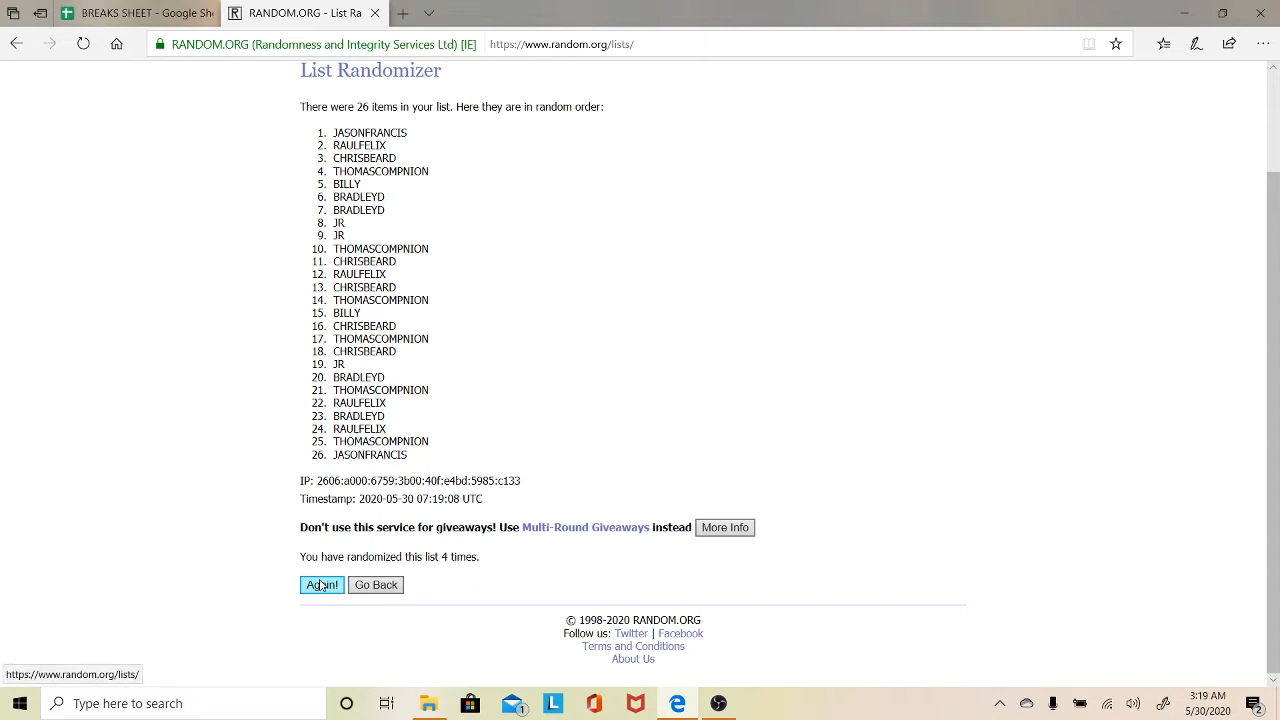 BREAKS SHEET - Google S
RANDOM.ORG - List Ra
RANDOM.ORG (Randomness and Integrity Services Ltd) [IE]
https://www.random.org/lists/
List Randomizer
There were 26 items in your list. Here they are in random order:
1. JASONFRANCIS
2. RAULFELIX
3. CHRISBEARD
4. THOMASCOMPNION
5. BILLY
6. BRADLEYD
7. BRADLEYD
8. JR
9. JR
10. THOMASCOMPNION
11. CHRISBEARD
12. RAULFELIX
13. CHRISBEARD
14. THOMASCOMPNION
15. BILLY
16. CHRISBEARD
17. THOMASCOMPNION
18. CHRISBEARD
19. JR
20. BRADLEYD
21. THOMASCOMPNION
22. RAULFELIX
23. BRADLEYD
24. RAULFELIX
25. THOMASCOMPNION
26. JASONFRANCIS
IP: 2606:a000:6759:3b00:40f:e4bd:5985:c133
Timestamp: 2020-05-30 07:19:08 UTC
Don't use this service for giveaways! Use Multi-Round Giveaways instead More Info
You have randomized this list 4 times.
Again! Go Back
© 1998-2020 RANDOM.ORG
Follow us: Twitter | Facebook
Terms and Conditions
About Us
https://www.random.org/lists/
Type here to search
3:19 AM
5/30/2020